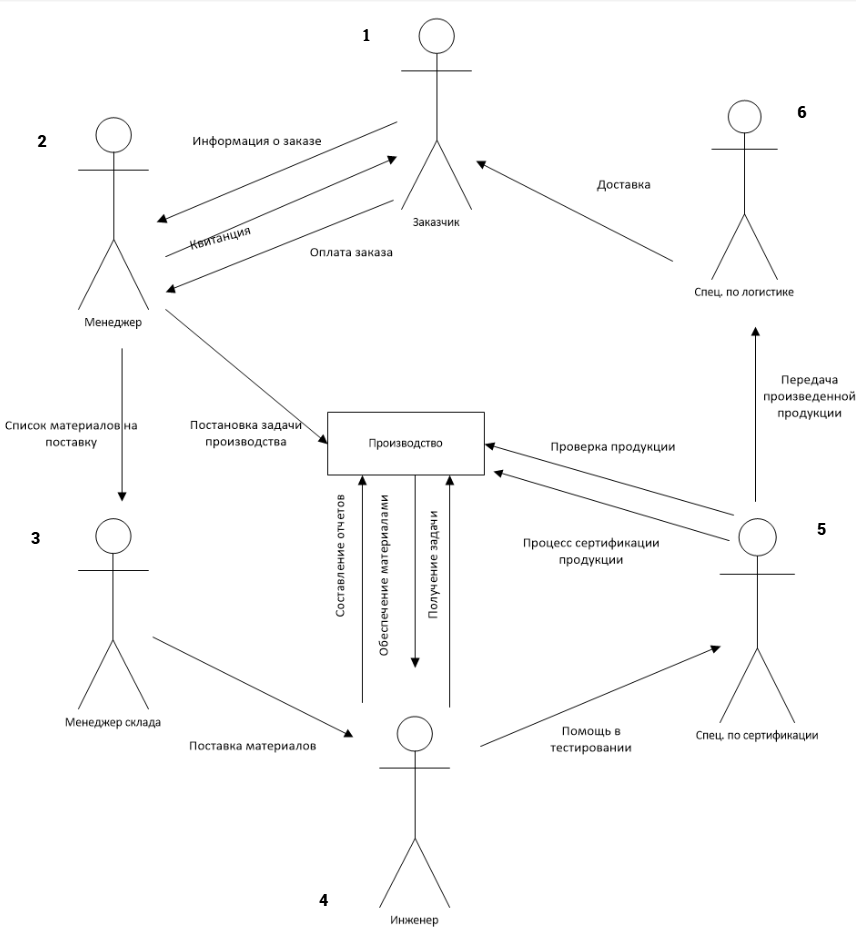 1
6
2
Информация о заказе
Доставка
Квитанция
Заказчик
Оплата заказа
Спец. по логистике
Менеджер
Передача
произведенной
продукции
Список материалов на
поставку
Постановка задачи
производства
Производство
Проверка продукции
Составление отчетов
Обеспечение материалами
Получение задачи
3
5
Процесс сертификации
продукции
Менеджер склада
Поставка материалов
Помощь в
тестировании
Спец. по сертификации
4
Инженер